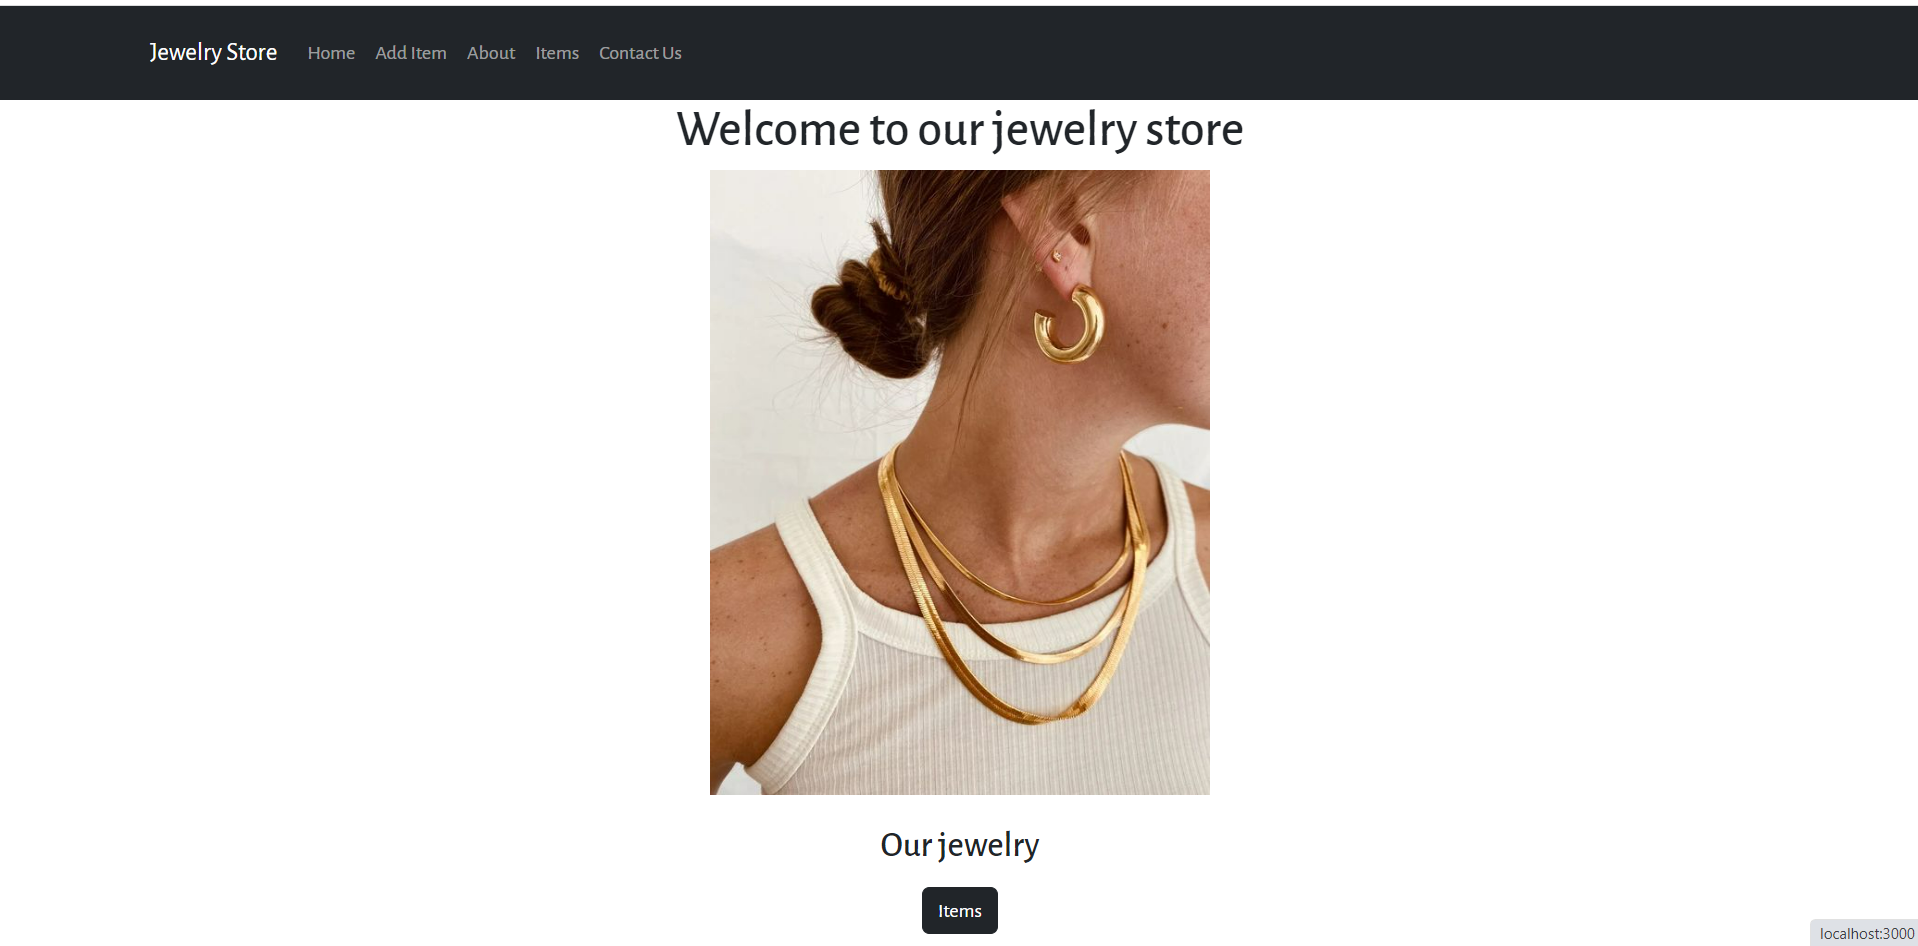 Jewelry Store Home Add Item About Items Contact Us
Welcome to our jewelry store
Our jewelry
Items
localhost:3000